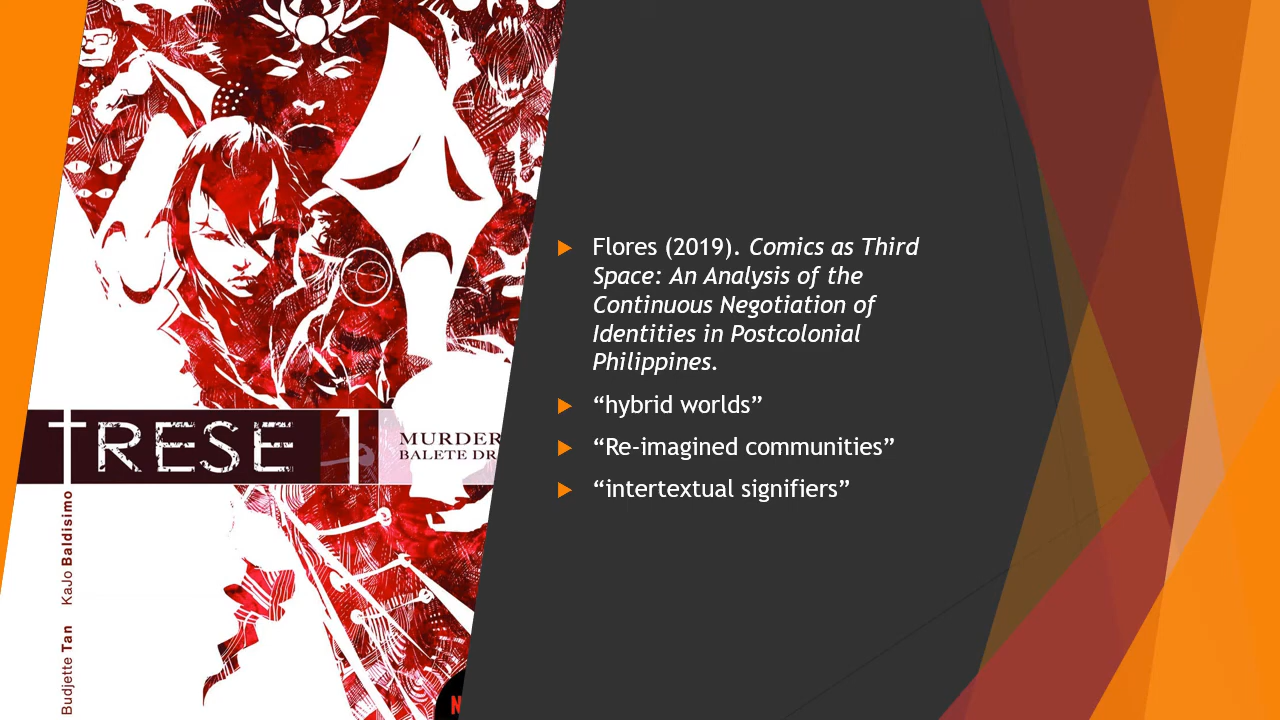 TRESE 1
MURDER
BALETE DR
Budjette Tan KaJo Baldisimo
N
Flores (2019). Comics as Third
Space: An Analysis of the
Continuous Negotiation of
Identities in Postcolonial
Philippines.
“hybrid worlds”
“Re-imagined communities”
“intertextual signifiers”